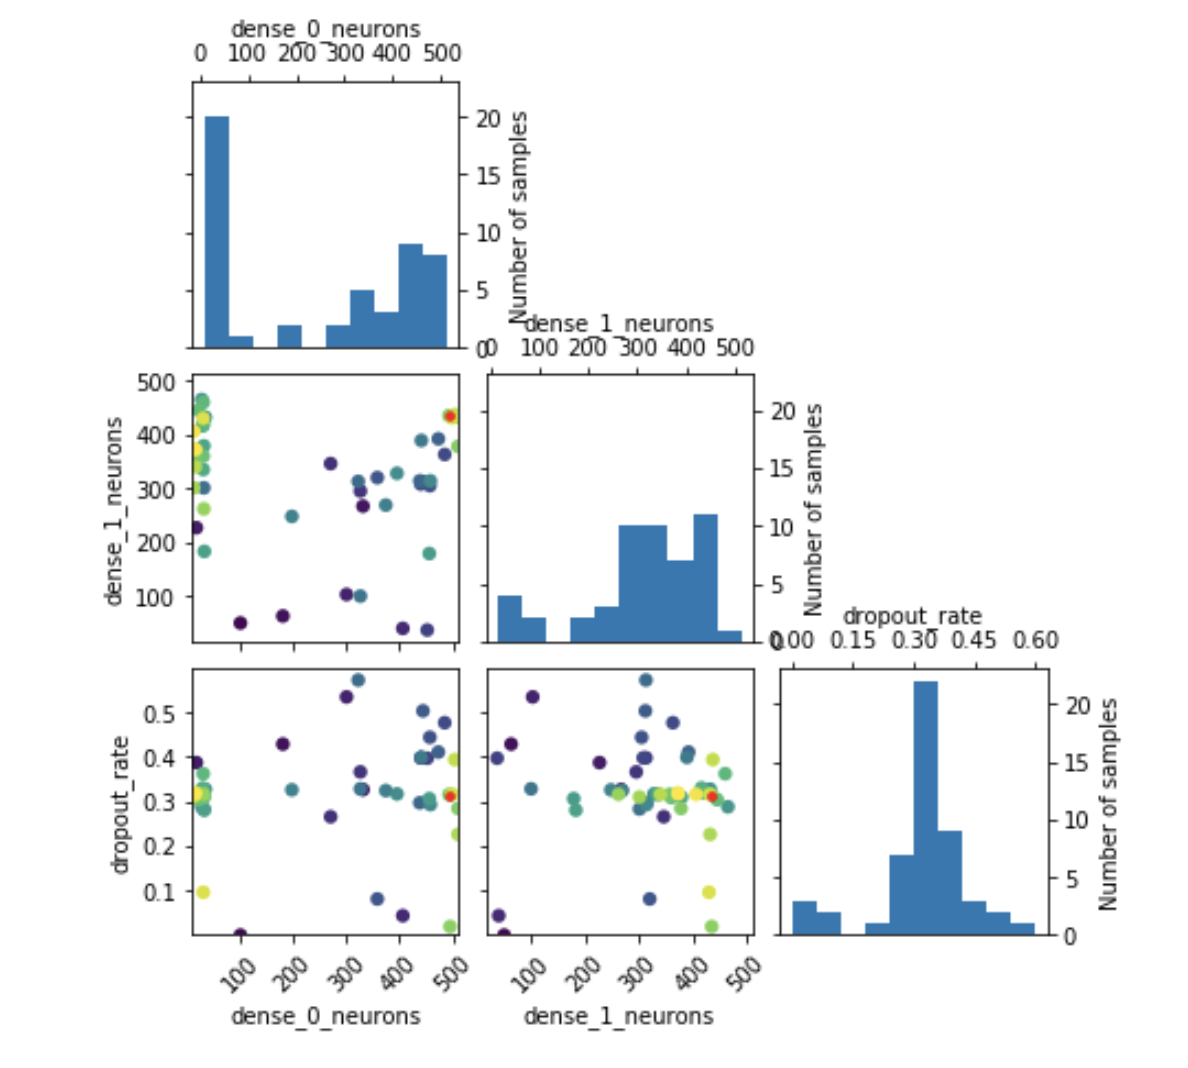 dense_0_neurons
0 100 200 300 400 500
20
15
10
5
0
Number of samples
dense_1_neurons
0 100 200 300 400 500
500
400
300
200
100
dense_1_neurons
20
15
10
5
0
Number of samples
dropout_rate
0.00 0.15 0.30 0.45 0.60
0.5
0.4
0.3
0.2
0.1
dropout_rate
20
15
10
5
0
Number of samples
100 200 300 400 500
dense_0_neurons
100 200 300 400 500
dense_1_neurons